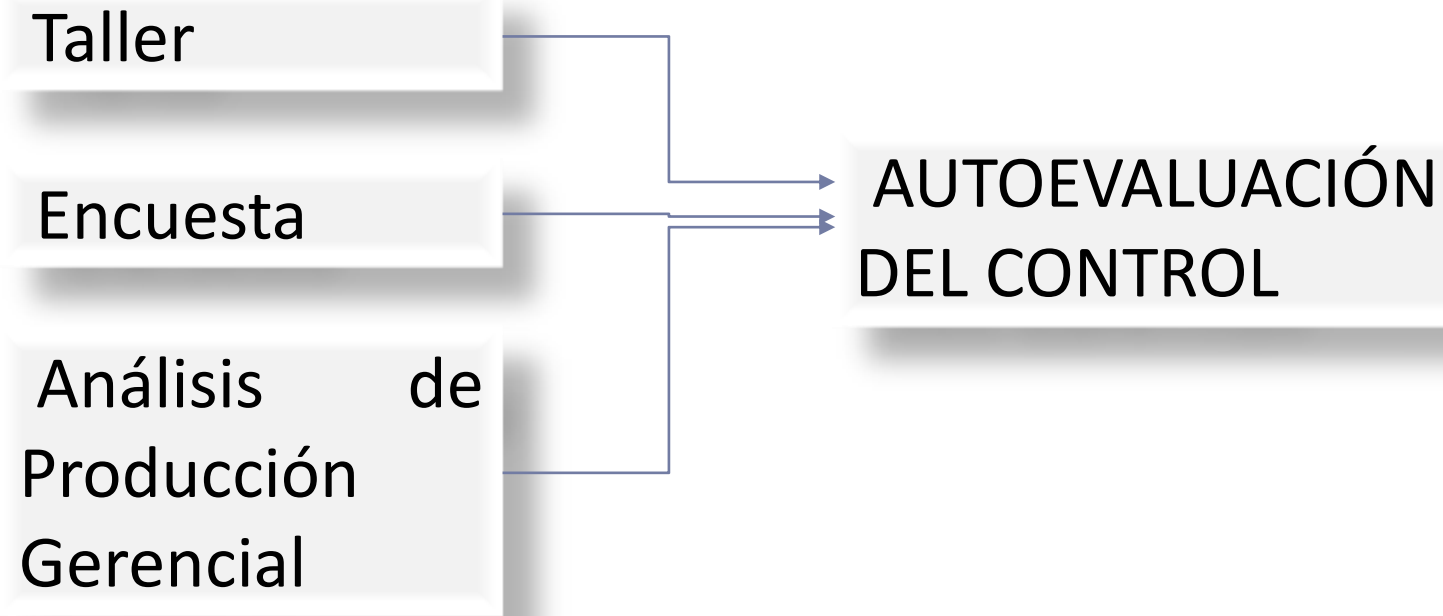 Taller
Encuesta
Análisis de
Producción
Gerencial
AUTOEVALUACIÓN
DEL CONTROL